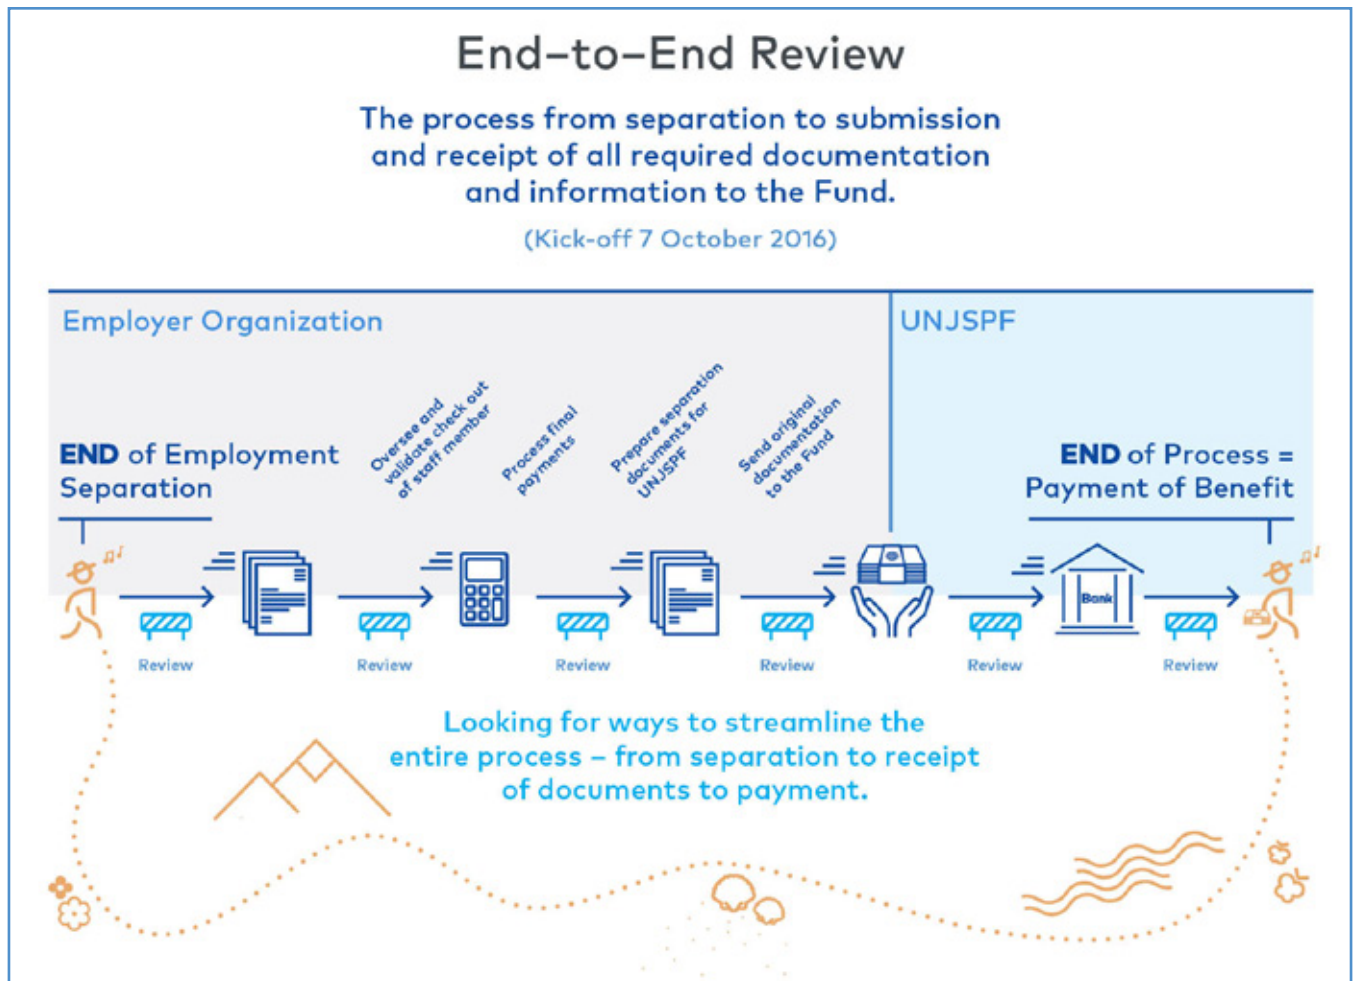 End–to–End Review
The process from separation to submission
and receipt of all required documentation
and information to the Fund.
(Kick-off 7 October 2016)
Employer Organization
UNJSPF
END of Employment
Separation
Oversee and
validate check out
of staff member
Process final
payments
Prepare separation
documents for
UNJSPF
Send original
documentation
to the Fund
END of Process =
Payment of Benefit
Bank
Review
Review
Review
Review
Review
Review
Looking for ways to streamline the
entire process – from separation to receipt
of documents to payment.